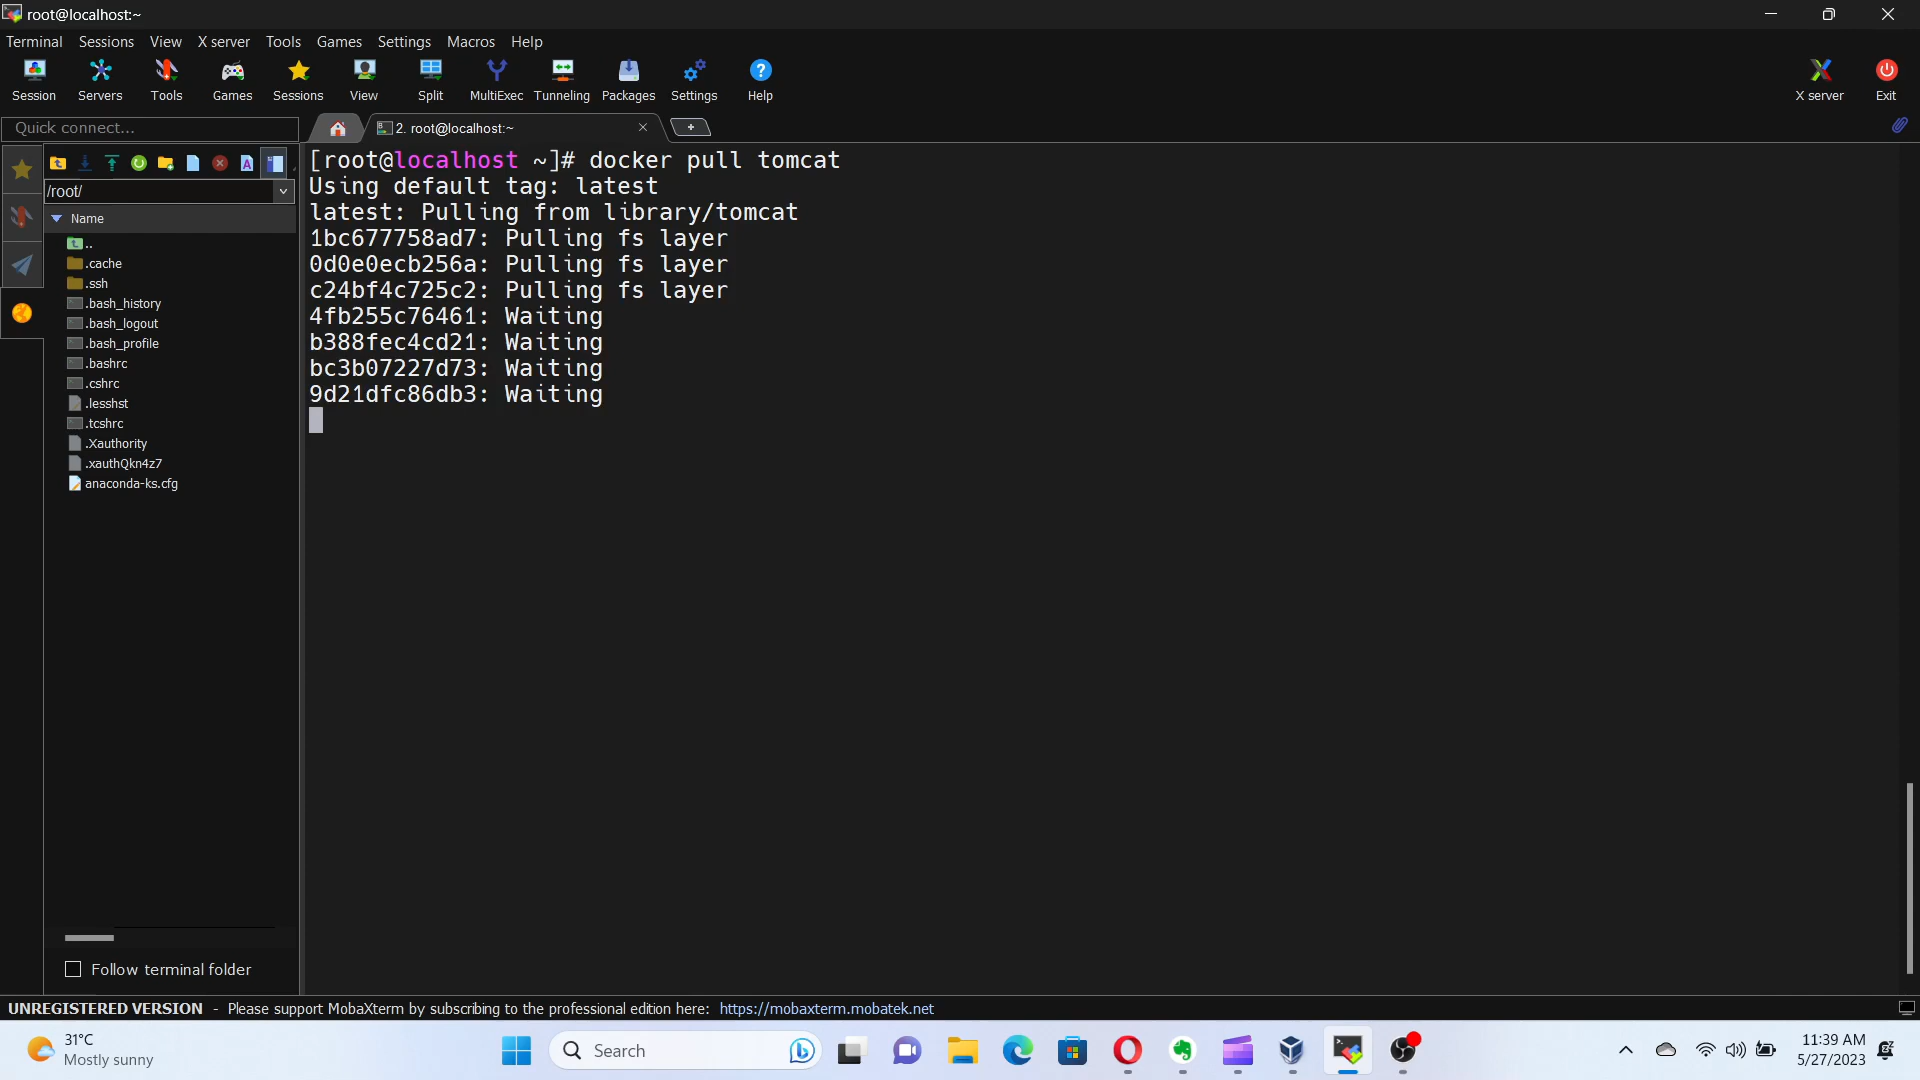 root@localhost:~
Terminal Sessions View X server Tools Games Settings Macros Help
Session Servers Tools Games Sessions View Split MultiExec Tunneling Packages Settings Help X server Exit
Quick connect...
2. root@localhost:~
/root/
Name
..
.cache
.ssh
.bash_history
.bash_logout
.bash_profile
.bashrc
.cshrc
.lesshst
.tcshrc
.Xauthority
.xauthQkn4z7
anaconda-ks.cfg
Follow terminal folder
[root@localhost ~]# docker pull tomcat
Using default tag: latest
latest: Pulling from library/tomcat
1bc677758ad7: Pulling fs layer
0d0e0ecb256a: Pulling fs layer
c24bf4c725c2: Pulling fs layer
4fb255c76461: Waiting
b388fec4cd21: Waiting
bc3b07227d73: Waiting
9d21dfc86db3: Waiting
UNREGISTERED VERSION - Please support MobaXterm by subscribing to the professional edition here: https://mobaxterm.mobatek.net
31°C
Mostly sunny
Search
11:39 AM
5/27/2023